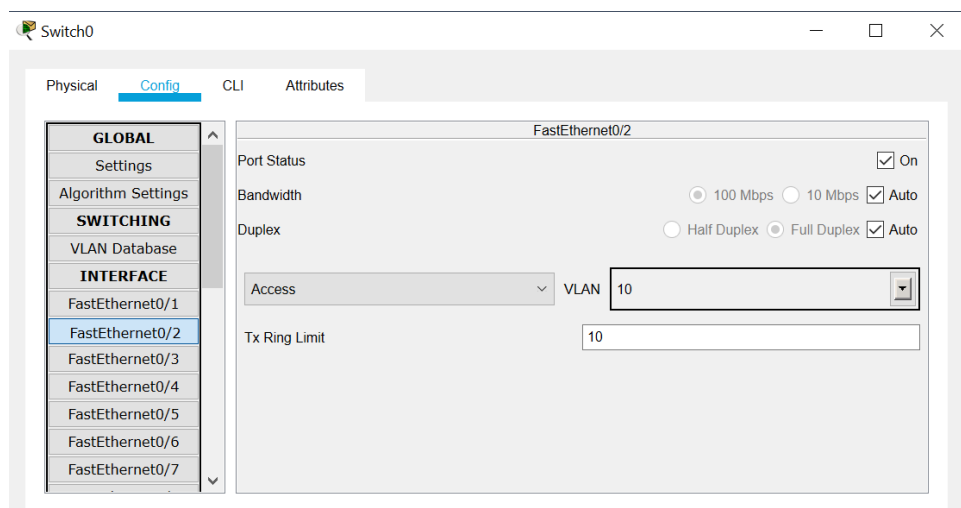 Switch0
Physical Config CLI Attributes
GLOBAL
Settings
Algorithm Settings
SWITCHING
VLAN Database
INTERFACE
FastEthernet0/1
FastEthernet0/2
FastEthernet0/3
FastEthernet0/4
FastEthernet0/5
FastEthernet0/6
FastEthernet0/7
FastEthernet0/2
Port Status On
Bandwidth 100 Mbps 10 Mbps Auto
Duplex Half Duplex Full Duplex Auto
Access VLAN 10
Tx Ring Limit 10